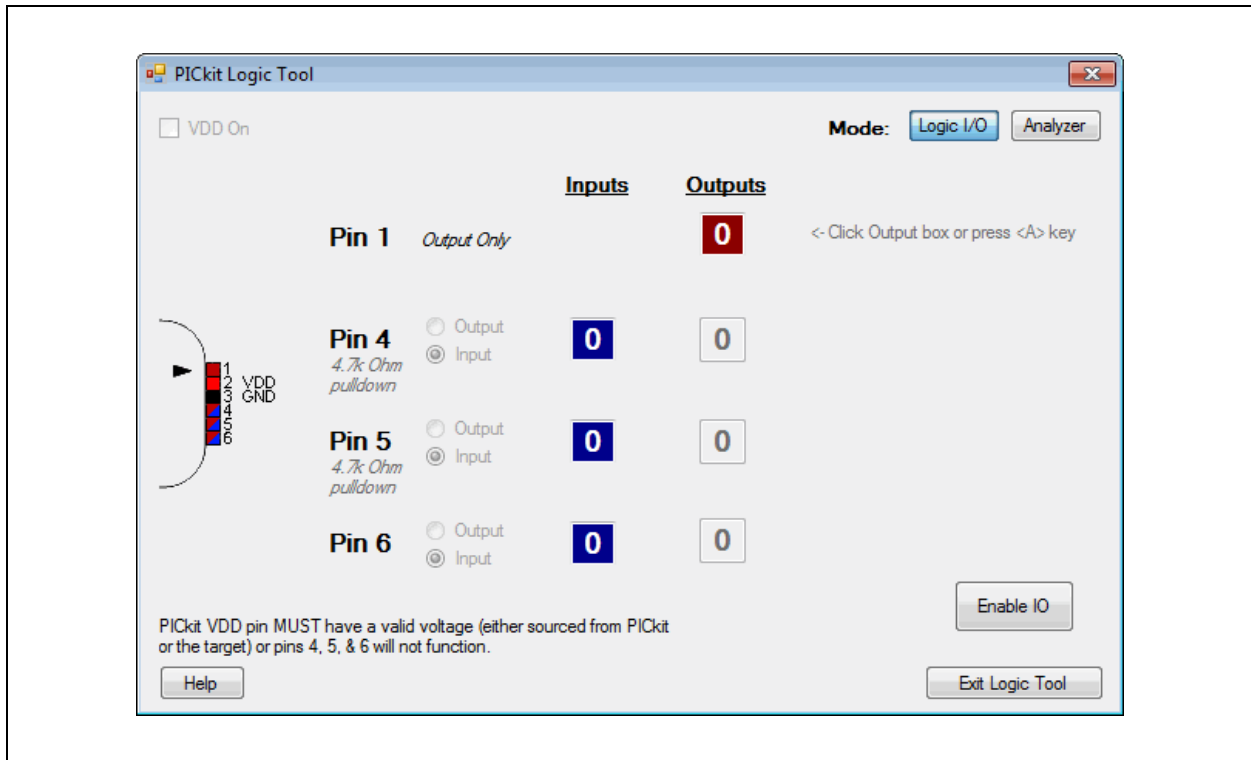 PICkit Logic Tool
VDD On
Mode: Logic I/O Analyzer
Inputs Outputs
Pin 1 Output Only 0 <- Click Output box or press <A> key
Pin 4 Output 0 0
Input
4.7k Ohm
pulldown
1
2 VDD
3 GND
4
5
6
Pin 5 Output 0 0
Input
4.7k Ohm
pulldown
Pin 6 Output 0 0
Input
Enable IO
PICkit VDD pin MUST have a valid voltage (either sourced from PICkit
or the target) or pins 4, 5, & 6 will not function.
Help Exit Logic Tool